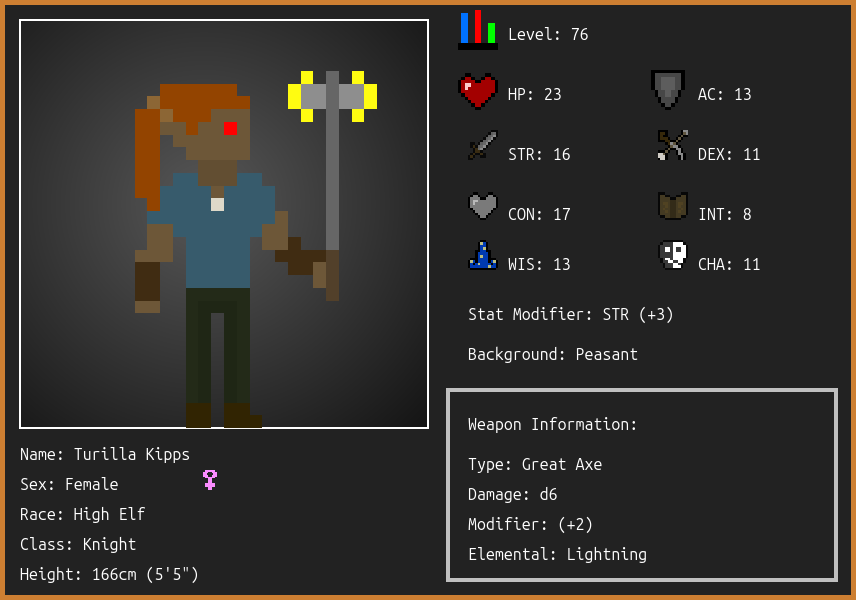 Level: 76
HP: 23
AC: 13
STR: 16
DEX: 11
CON: 17
INT: 8
WIS: 13
CHA: 11
Stat Modifier: STR (+3)
Background: Peasant
Weapon Information:
Type: Great Axe
Damage: d6
Modifier: (+2)
Elemental: Lightning
Name: Turilla Kipps
Sex: Female
Race: High Elf
Class: Knight
Height: 166cm (5'5")